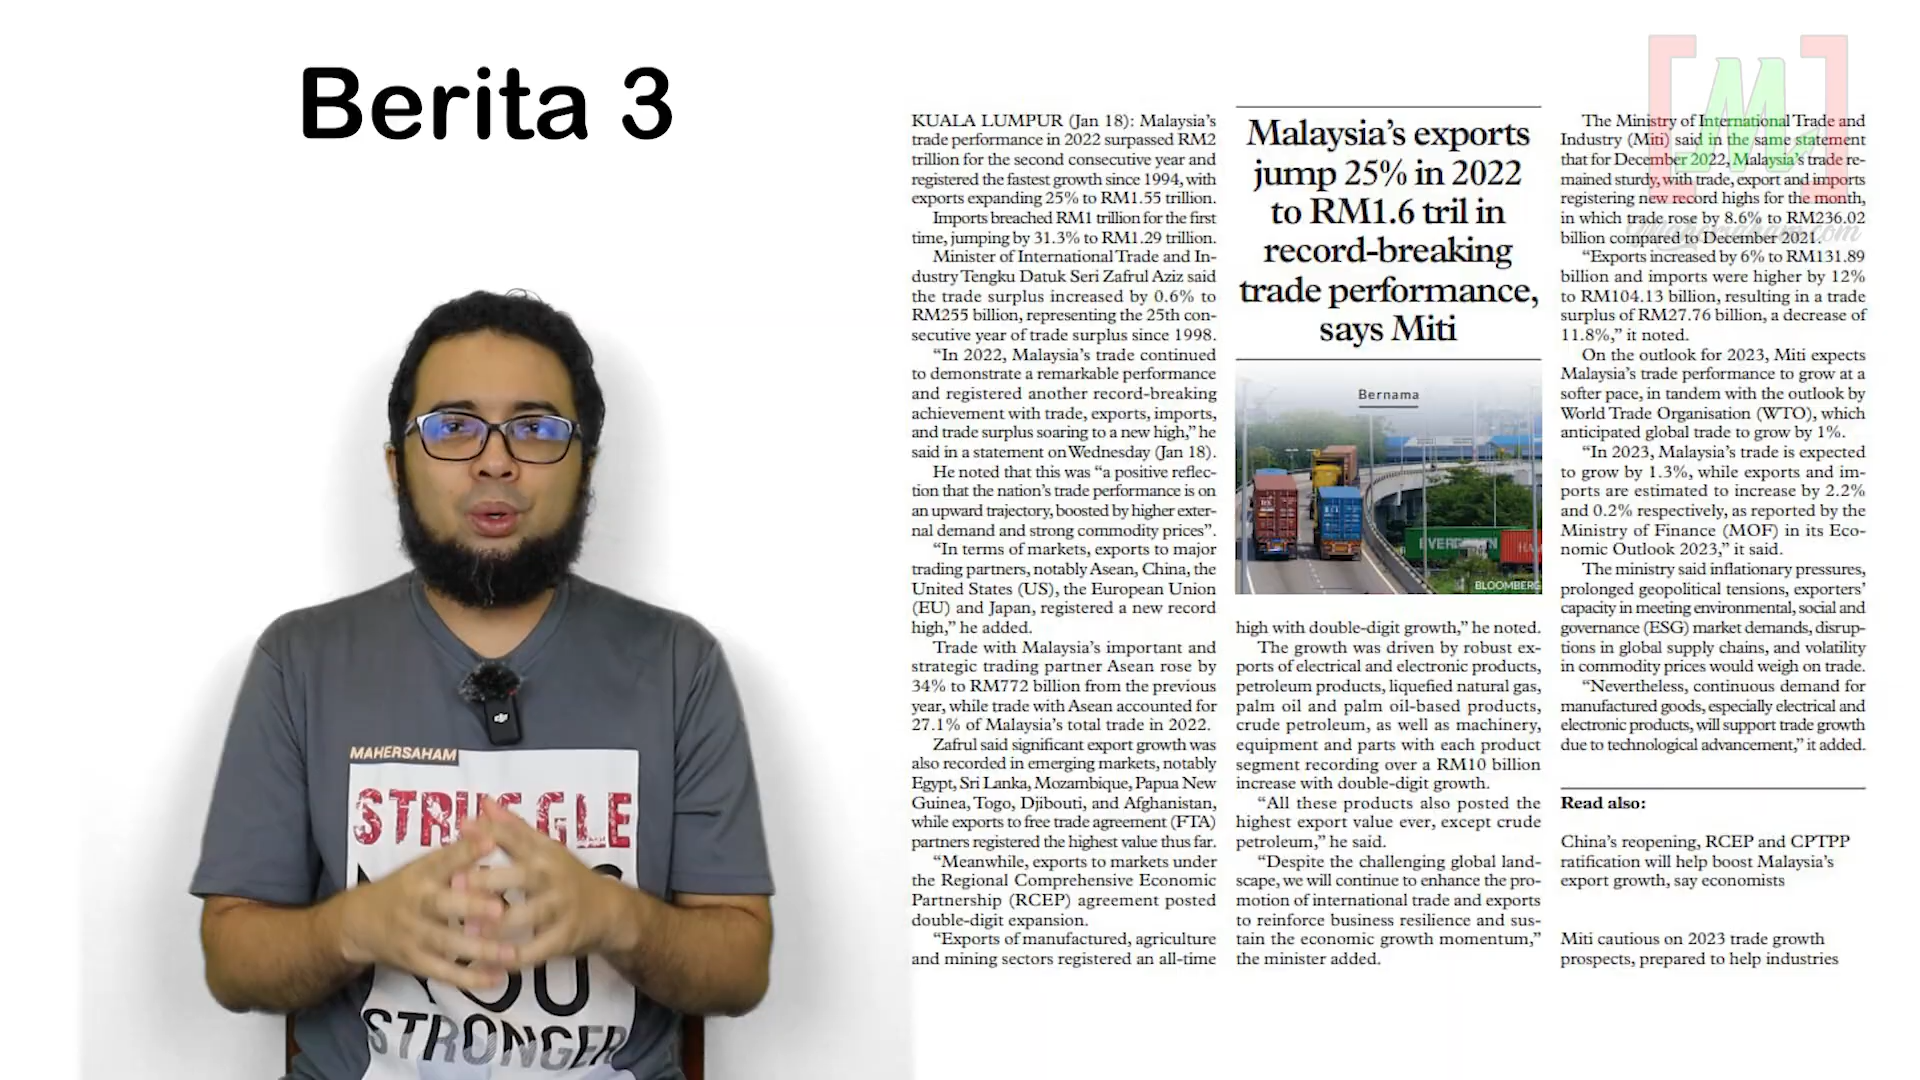 Berita 3
KUALA LUMPUR (Jan 18): Malaysia's
trade performance in 2022 surpassed RM2
trillion for the second consecutive year and
registered the fastest growth since 1994, with
exports expanding 25% to RM1.55 trillion.
Imports breached RM1 trillion for the first
time, jumping by 31.3% to RM1.29 trillion.
Minister of International Trade and In-
dustry Tengku Datuk Seri Zafrul Aziz said
the trade surplus increased by 0.6% to
RM255 billion, representing the 25th con-
secutive year of trade surplus since 1998.
“In 2022, Malaysia's trade continued
to demonstrate a remarkable performance
and registered another record-breaking
achievement with trade, exports, imports,
and trade surplus soaring to a new high,” he
said in a statement on Wednesday (Jan 18).
He noted that this was “a positive reflec-
tion that the nation's trade performance is on
an upward trajectory, boosted by higher exter-
nal demand and strong commodity prices”.
“In terms of markets, exports to major
trading partners, notably Asean, China, the
United States (US), the European Union
(EU) and Japan, registered a new record
high,” he added.
Trade with Malaysia's important and
strategic trading partner Asean rose by
34% to RM772 billion from the previous
year, while trade with Asean accounted for
27.1% of Malaysia's total trade in 2022.
Zafrul said significant export growth was
also recorded in emerging markets, notably
Egypt, Sri Lanka, Mozambique, Papua New
Guinea, Togo, Djibouti, and Afghanistan,
while exports to free trade agreement (FTA)
partners registered the highest value thus far.
“Meanwhile, exports to markets under
the Regional Comprehensive Economic
Partnership (RCEP) agreement posted
double-digit expansion.
“Exports of manufactured, agriculture
and mining sectors registered an all-time
Malaysia's exports
jump 25% in 2022
to RM1.6 tril in
record-breaking
trade performance,
says Miti
Bernama
EVERGREEN
BLOOMBERG
high with double-digit growth,” he noted.
The growth was driven by robust ex-
ports of electrical and electronic products,
petroleum products, liquefied natural gas,
palm oil and palm oil-based products,
crude petroleum, as well as machinery,
equipment and parts with each product
segment recording over a RM10 billion
increase with double-digit growth.
“All these products also posted the
highest export value ever, except crude
petroleum,” he said.
“Despite the challenging global land-
scape, we will continue to enhance the pro-
motion of international trade and exports
to reinforce business resilience and sus-
tain the economic growth momentum,”
the minister added.
The Ministry of International Trade and
Industry (Miti) said in the same statement
that for December 2022, Malaysia's trade re-
mained sturdy, with trade, export and imports
registering new record highs for the month,
in which trade rose by 8.6% to RM236.02
billion compared to December 2021.
“Exports increased by 6% to RM131.89
billion and imports were higher by 12%
to RM104.13 billion, resulting in a trade
surplus of RM27.76 billion, a decrease of
11.8%,” it noted.
On the outlook for 2023, Miti expects
Malaysia's trade performance to grow at a
softer pace, in tandem with the outlook by
World Trade Organisation (WTO), which
anticipated global trade to grow by 1%.
“In 2023, Malaysia's trade is expected
to grow by 1.3%, while exports and im-
ports are estimated to increase by 2.2%
and 0.2% respectively, as reported by the
Ministry of Finance (MOF) in its Eco-
nomic Outlook 2023,” it said.
The ministry said inflationary pressures,
prolonged geopolitical tensions, exporters'
capacity in meeting environmental, social and
governance (ESG) market demands, disrup-
tions in global supply chains, and volatility
in commodity prices would weigh on trade.
“Nevertheless, continuous demand for
manufactured goods, especially electrical and
electronic products, will support trade growth
due to technological advancement,” it added.
Read also:
China's reopening, RCEP and CPTPP
ratification will help boost Malaysia's
export growth, say economists
Miti cautious on 2023 trade growth
prospects, prepared to help industries
[M]
Mahersaham.com
MAHERSAHAM
STRUGGLE
YOU
STRONGER
dji